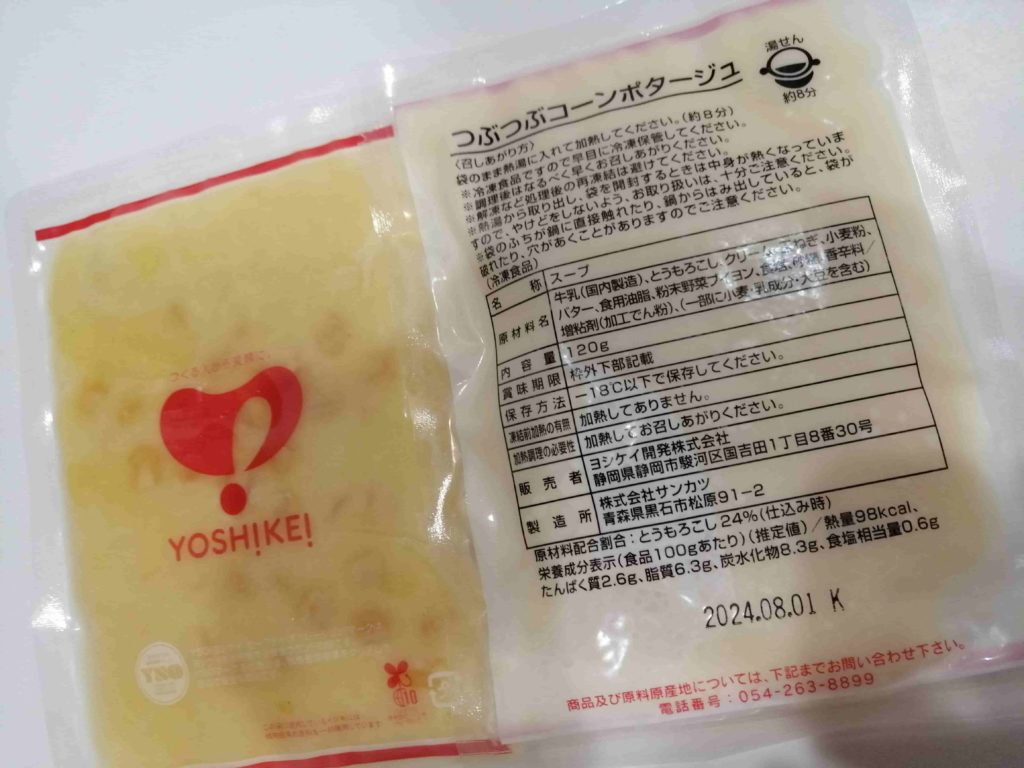 つくる人から笑顔に。
YOSH!KE!
YNO
B10
つぶつぶコーンポタージュ
湯せん
約8分
(召しあがり方)
袋のまま熱湯に入れて加熱してください。(約8分)
※冷凍食品ですので早目に冷凍保管してください。
※調理後はなるべく早くお召しあがりください。
※解凍など処理後の再凍結は避けてください。
※熱湯から取り出し、袋を開封するときは中身が熱くなっていま
すので、やけどをしないよう、お取り扱いは、十分ご注意ください。
※袋のふちが鍋に直接触れたり、鍋からはみ出していると、袋が
破れたり、穴があくことがありますのでご注意ください。
(冷凍食品)
名 称 スープ
原材料名 牛乳(国内製造)、とうもろこし、クリーム、玉ねぎ、小麦粉、
バター、食用油脂、粉末野菜ブイヨン、食塩、砂糖、香辛料/
増粘剤(加工でん粉)、(一部に小麦・乳成分・大豆を含む)
内容量 120g
賞味期限 枠外下部記載
保存方法 -18℃以下で保存してください。
凍結前加熱の有無 加熱してありません。
加熱調理の必要性 加熱してお召しあがりください。
販売者 ヨシケイ開発株式会社
静岡県静岡市駿河区国吉田1丁目8番30号
製造所 株式会社サンカツ
青森県黒石市松原91-2
原材料配合割合:とうもろこし24%(仕込み時)
栄養成分表示(食品100gあたり)(推定値)/熱量98kcal、
たんぱく質2.6g、脂質6.3g、炭水化物8.3g、食塩相当量0.6g
2024.08.01 K
商品及び原料原産地については、下記までお問い合わせ下さい。
電話番号:054-263-8899